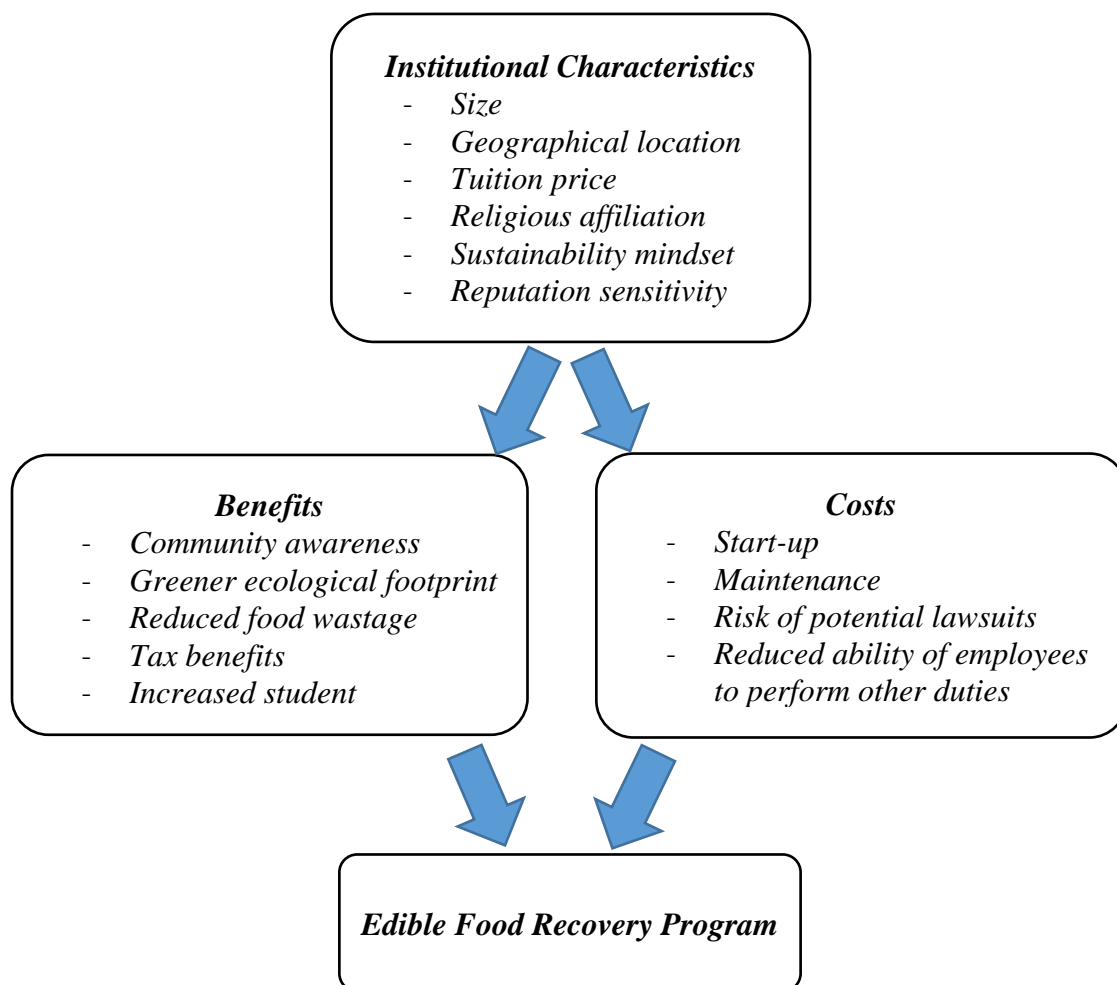 Institutional Characteristics
- Size
- Geographical location
- Tuition price
- Religious affiliation
- Sustainability mindset
- Reputation sensitivity
Benefits
- Community awareness
- Greener ecological footprint
- Reduced food wastage
- Tax benefits
- Increased student
Costs
- Start-up
- Maintenance
- Risk of potential lawsuits
- Reduced ability of employees
to perform other duties
Edible Food Recovery Program